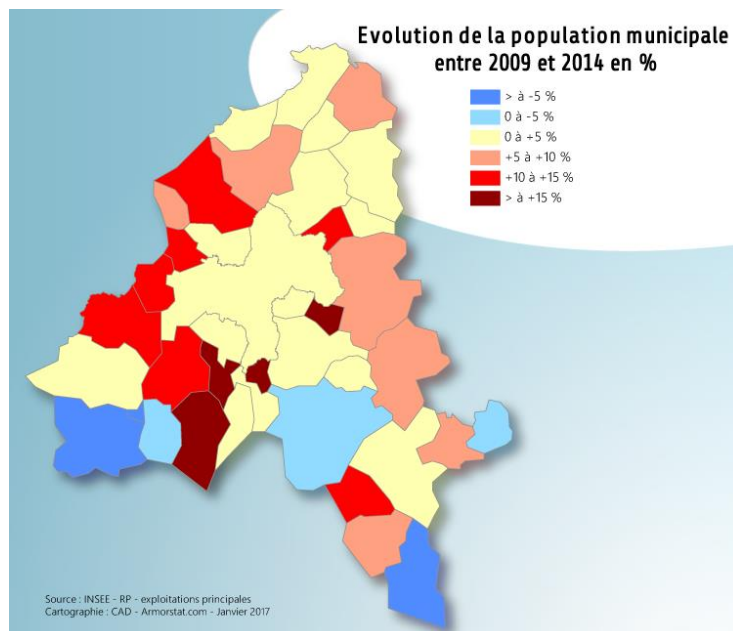 Evolution de la population municipale
entre 2009 et 2014 en %
> à -5 %
0 à -5 %
0 à +5 %
+5 à +10 %
+10 à +15 %
> à +15 %
Source : INSEE - RP - exploitations principales
Cartographie : CAD - Armorstat.com - Janvier 2017